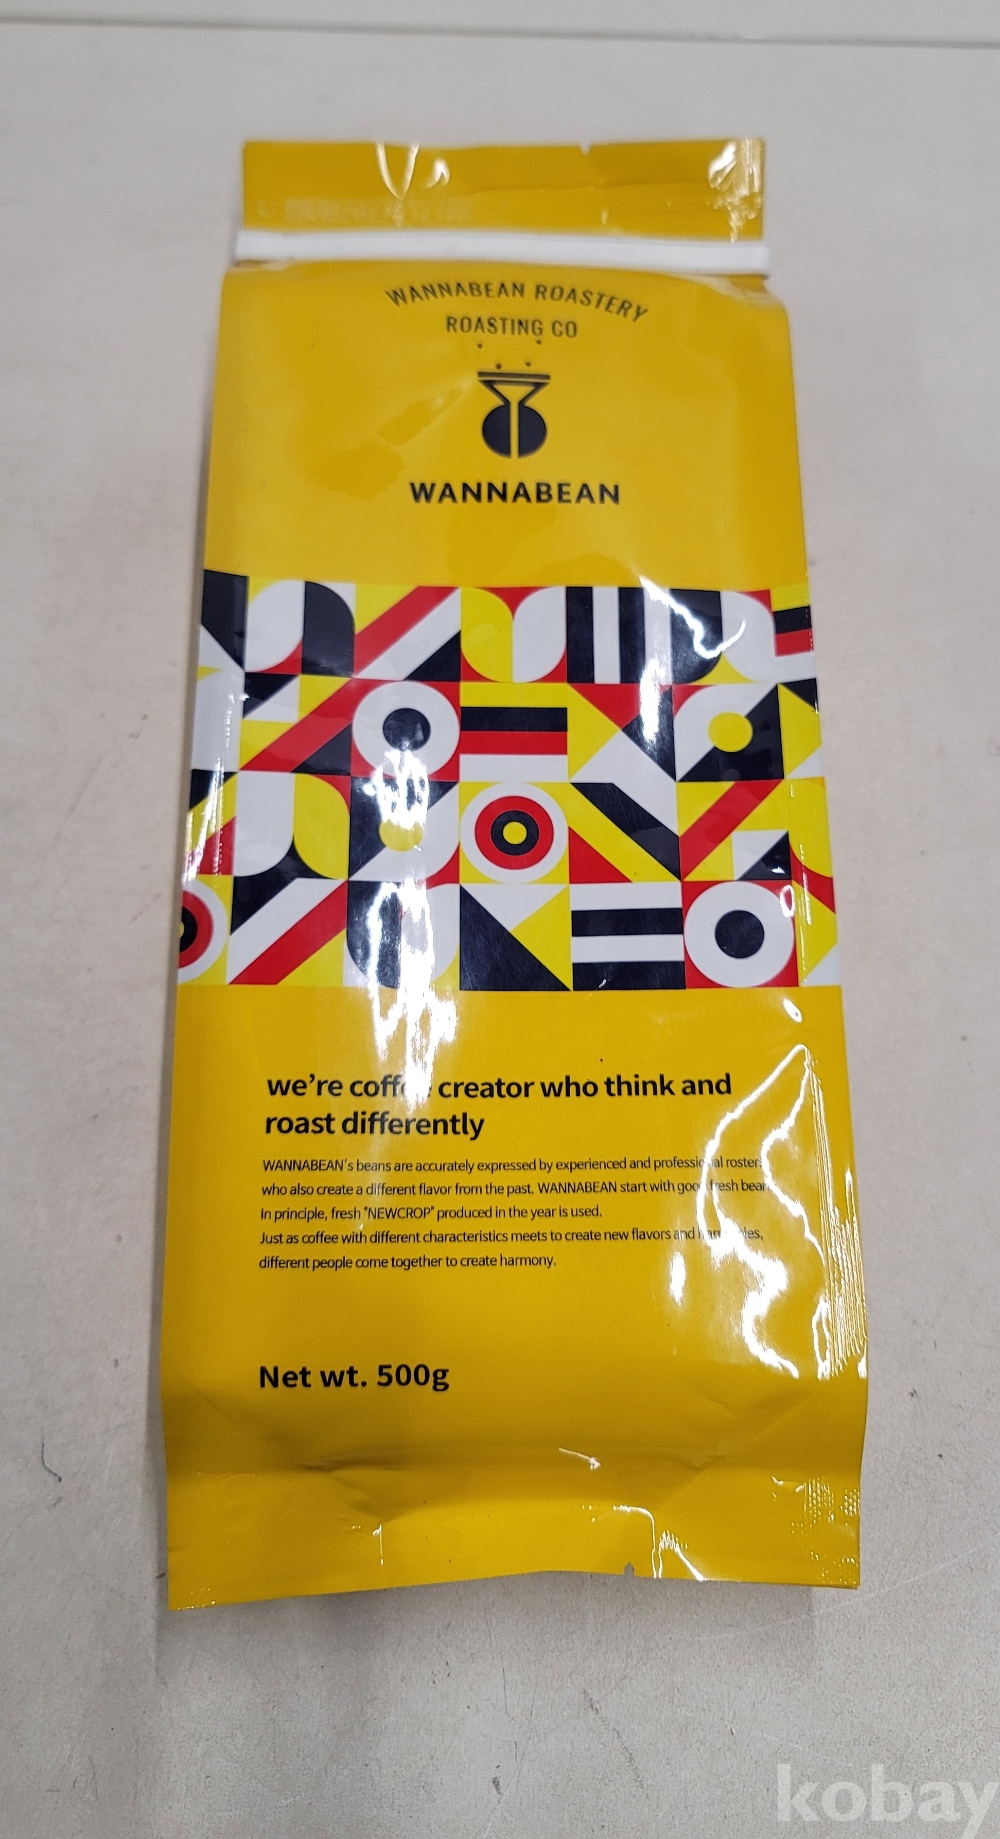 WANNABEAN ROASTERY
ROASTING CO
WANNABEAN
we're coffee creator who think and
roast differently
WANNABEAN's beans are accurately expressed by experienced and professional roster
who also create a different flavor from the past. WANNABEAN start with good fresh bean
In principle, fresh "NEWCROP" produced in the year is used.
Just as coffee with different characteristics meets to create new flavors and harmonies,
different people come together to create harmony.
Net wt. 500g
kobay